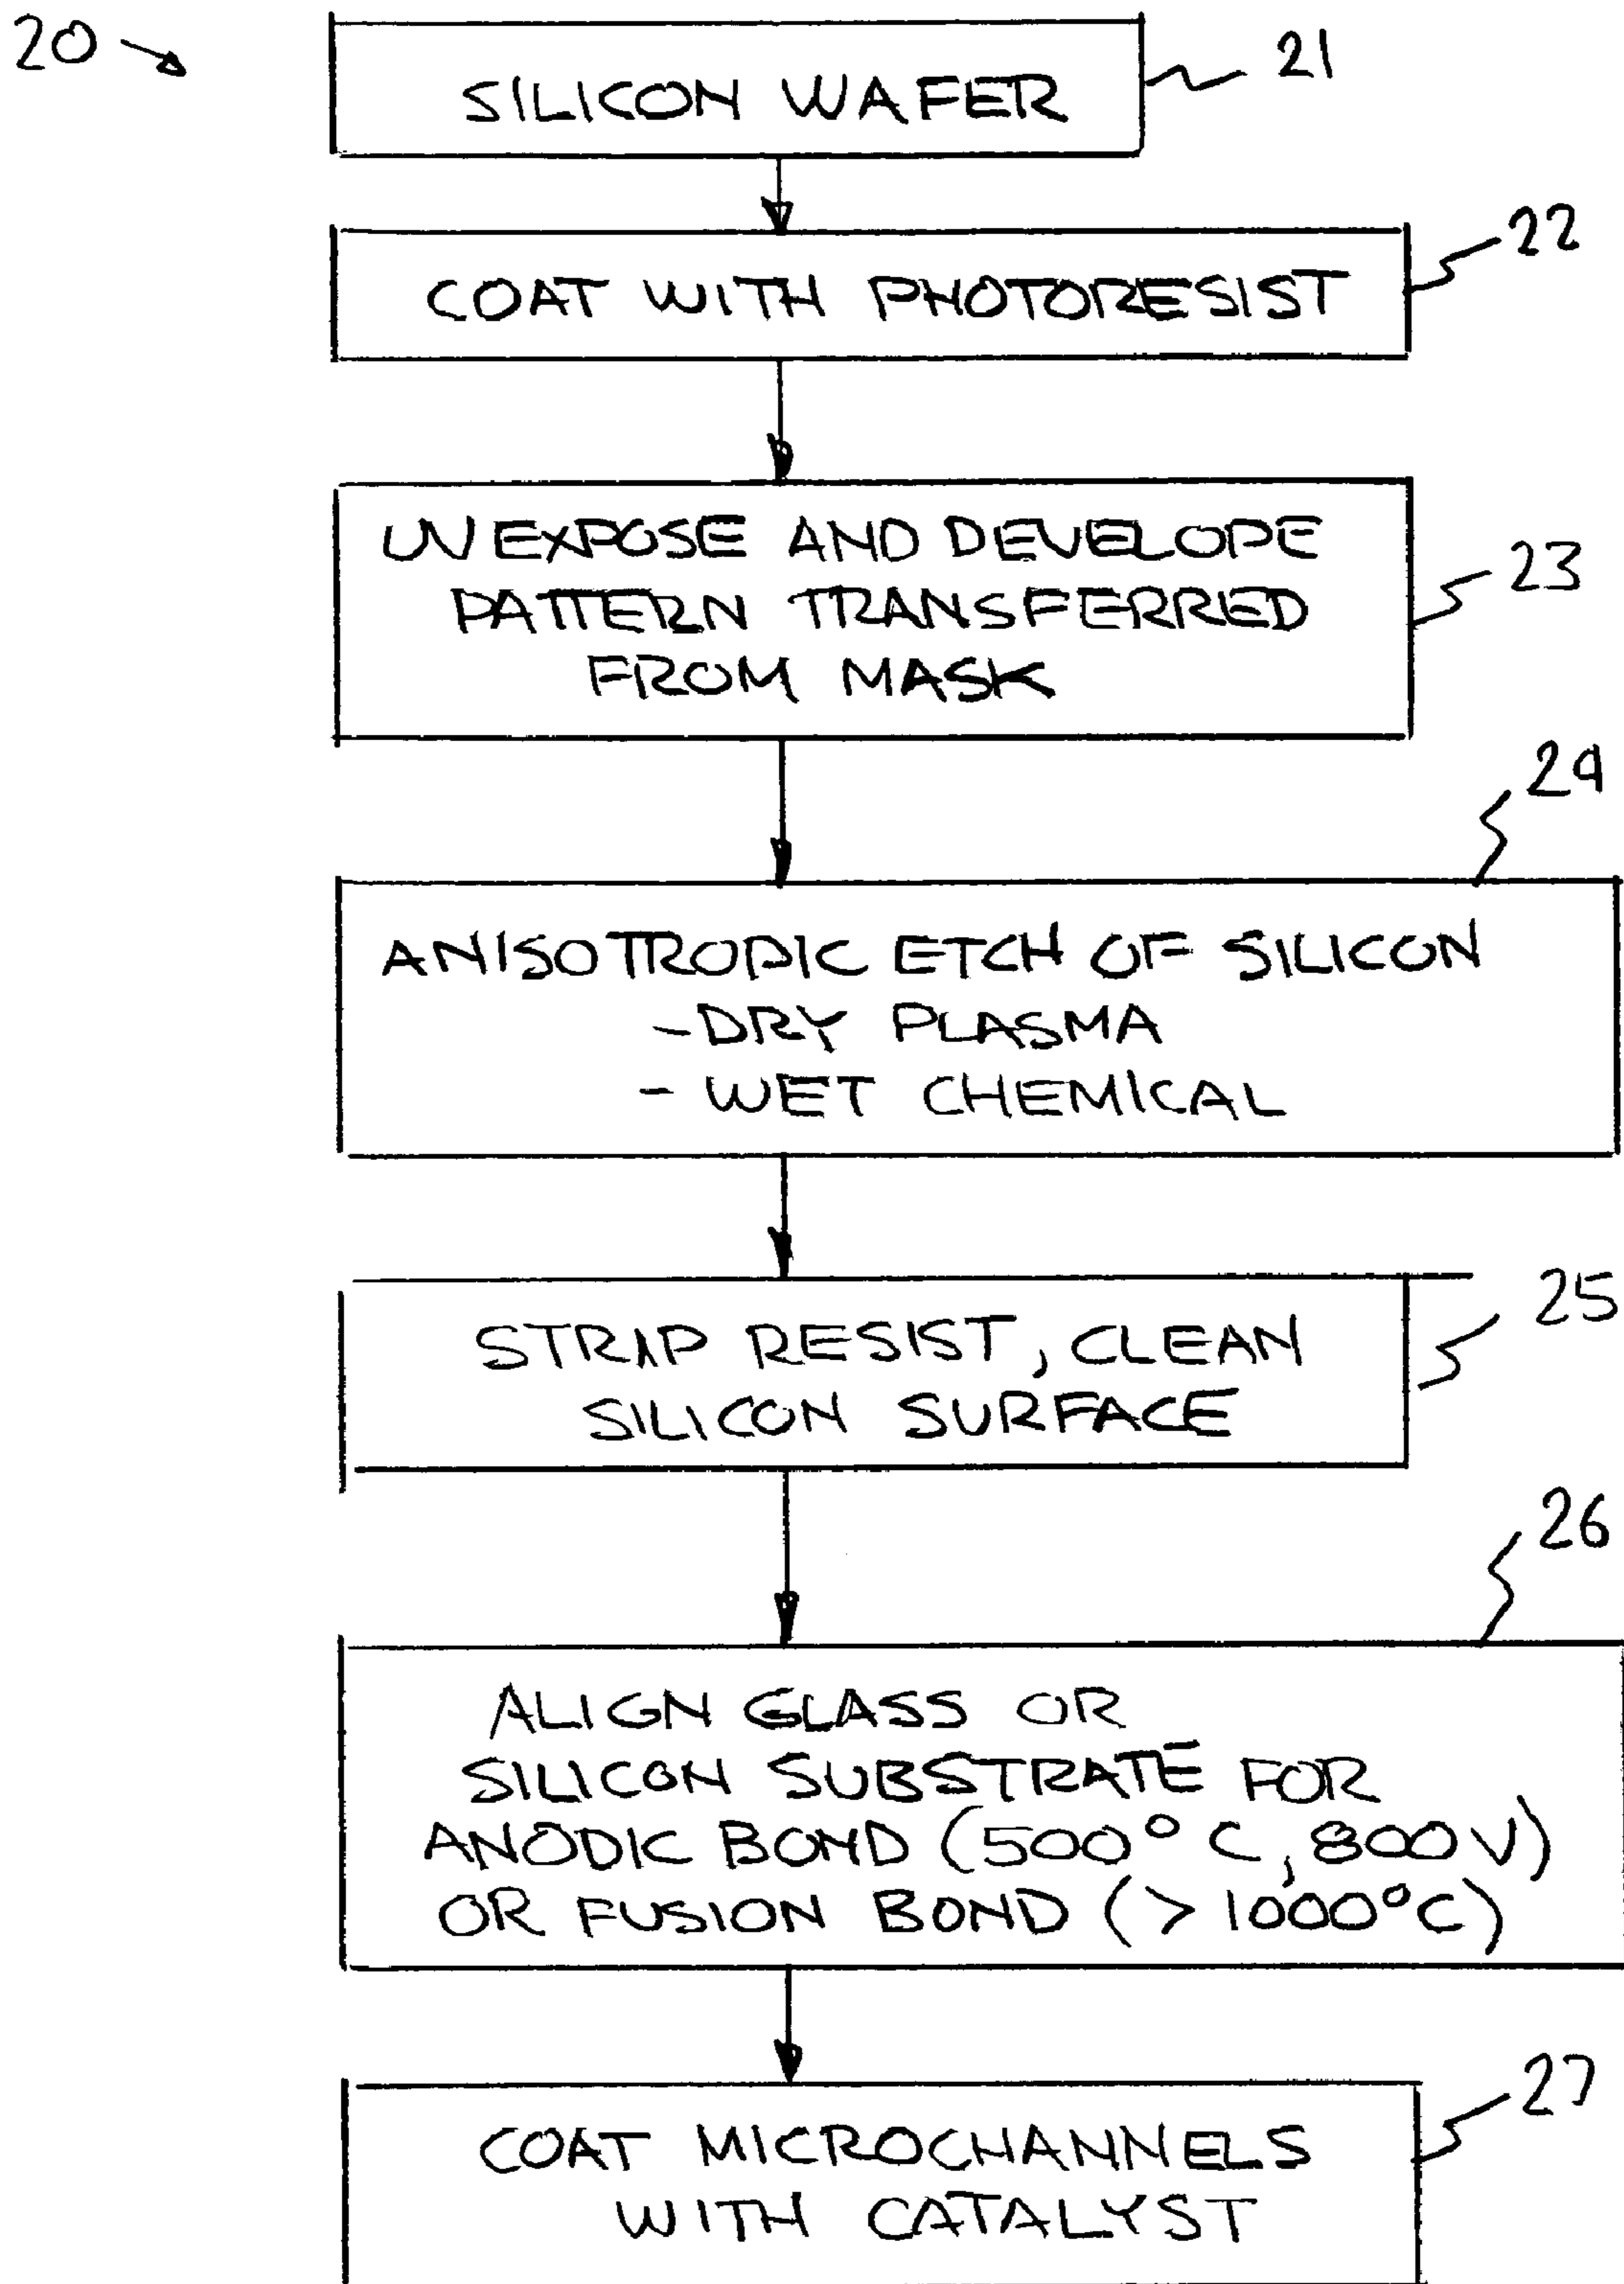 20
SILICON WAFER
21
COAT WITH PHOTORESIST
22
UV EXPOSE AND DEVELOPE
PATTERN TRANSFERRED
FROM MASK
23
24
ANISOTROPIC ETCH OF SILICON
-DRY PLASMA
- WET CHEMICAL
STRIP RESIST, CLEAN
SILICON SURFACE
25
26
ALIGN GLASS OR
SILICON SUBSTRATE FOR
ANODIC BOND (500° C, 800 V)
OR FUSION BOND (> 1000°C)
27
COAT MICROCHANNELS
WITH CATALYST